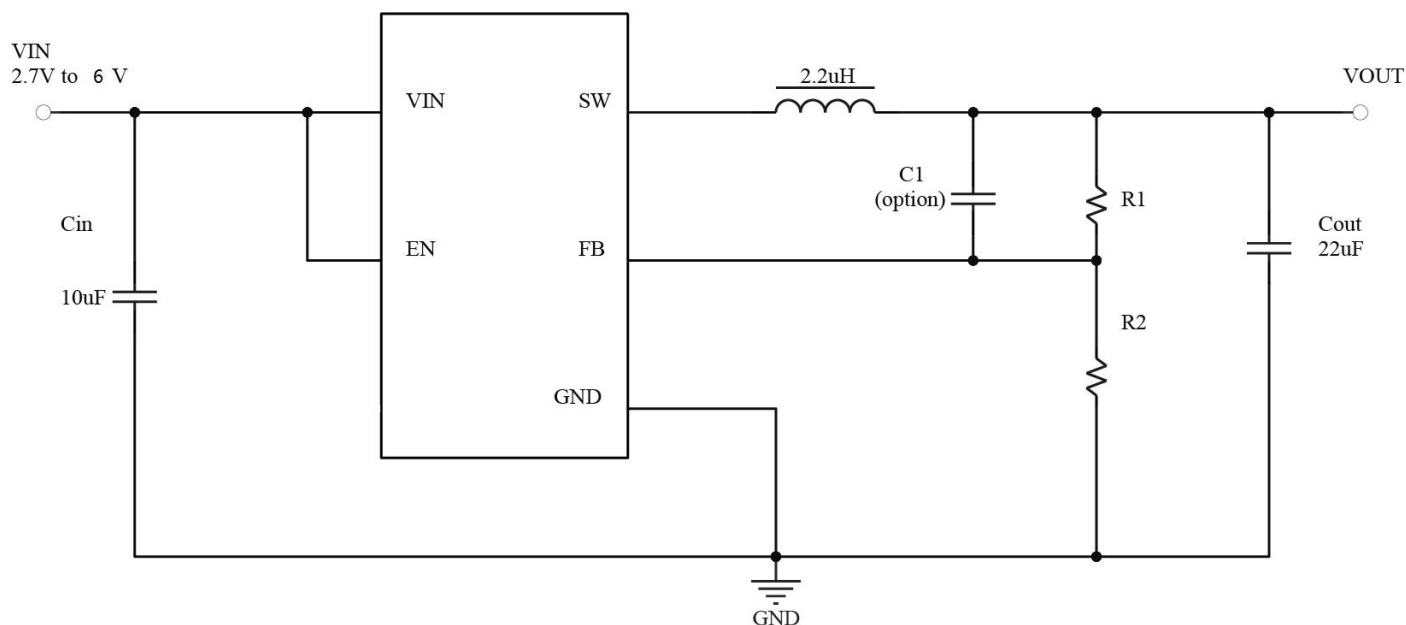 VIN
2.7V to 6 V
VIN
SW
2.2uH
VOUT
C1
(option)
R1
Cin
EN
FB
Cout
22uF
10uF
R2
GND
GND